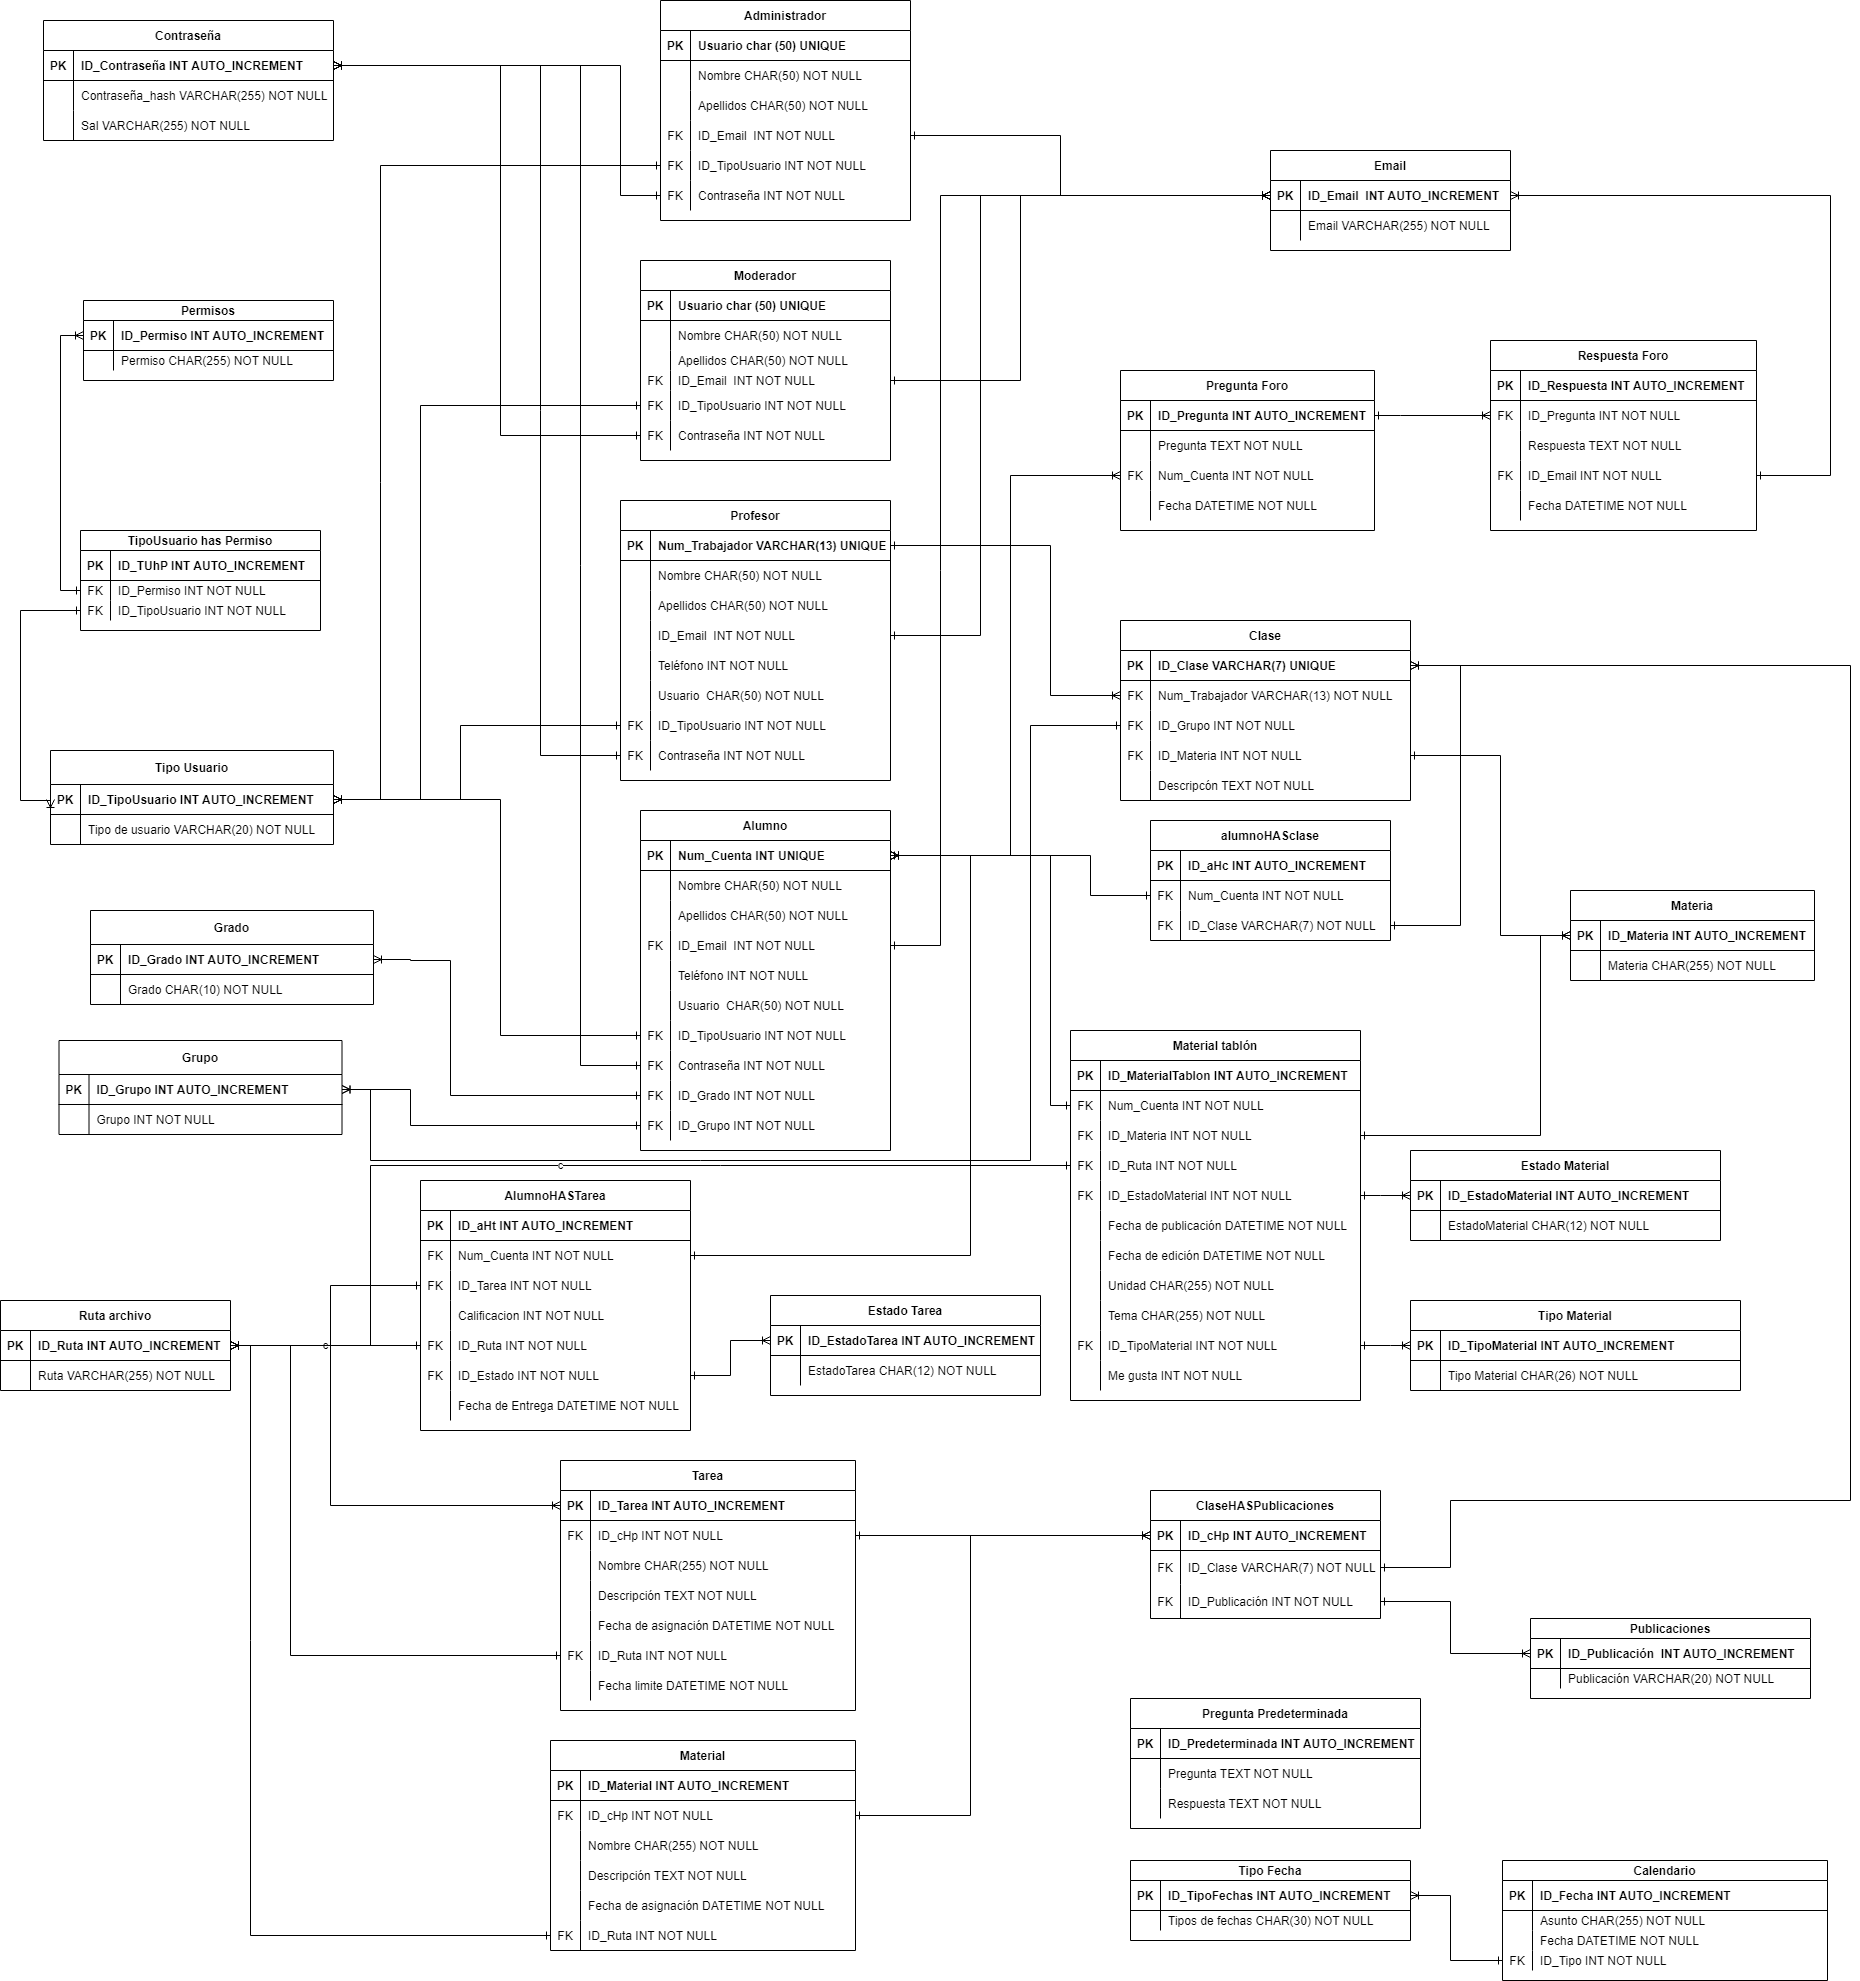 Contraseña
PK ID_Contraseña INT AUTO_INCREMENT
Contraseña_hash VARCHAR(255) NOT NULL
Sal VARCHAR(255) NOT NULL
Administrador
PK Usuario char (50) UNIQUE
Nombre CHAR(50) NOT NULL
Apellidos CHAR(50) NOT NULL
FK ID_Email  INT NOT NULL
FK ID_TipoUsuario INT NOT NULL
FK Contraseña INT NOT NULL
Email
PK ID_Email  INT AUTO_INCREMENT
Email VARCHAR(255) NOT NULL
Moderador
PK Usuario char (50) UNIQUE
Nombre CHAR(50) NOT NULL
Apellidos CHAR(50) NOT NULL
FK ID_Email  INT NOT NULL
FK ID_TipoUsuario INT NOT NULL
FK Contraseña INT NOT NULL
Permisos
PK ID_Permiso INT AUTO_INCREMENT
Permiso CHAR(255) NOT NULL
Pregunta Foro
PK ID_Pregunta INT AUTO_INCREMENT
Pregunta TEXT NOT NULL
FK Num_Cuenta INT NOT NULL
Fecha DATETIME NOT NULL
Respuesta Foro
PK ID_Respuesta INT AUTO_INCREMENT
FK ID_Pregunta INT NOT NULL
Respuesta TEXT NOT NULL
FK ID_Email INT NOT NULL
Fecha DATETIME NOT NULL
TipoUsuario has Permiso
PK ID_TUhP INT AUTO_INCREMENT
FK ID_Permiso INT NOT NULL
FK ID_TipoUsuario INT NOT NULL
Profesor
PK Num_Trabajador VARCHAR(13) UNIQUE
Nombre CHAR(50) NOT NULL
Apellidos CHAR(50) NOT NULL
ID_Email  INT NOT NULL
Teléfono INT NOT NULL
Usuario  CHAR(50) NOT NULL
FK ID_TipoUsuario INT NOT NULL
FK Contraseña INT NOT NULL
Clase
PK ID_Clase VARCHAR(7) UNIQUE
FK Num_Trabajador VARCHAR(13) NOT NULL
FK ID_Grupo INT NOT NULL
FK ID_Materia INT NOT NULL
Descripcón TEXT NOT NULL
Tipo Usuario
PK ID_TipoUsuario INT AUTO_INCREMENT
Tipo de usuario VARCHAR(20) NOT NULL
Alumno
PK Num_Cuenta INT UNIQUE
Nombre CHAR(50) NOT NULL
Apellidos CHAR(50) NOT NULL
FK ID_Email  INT NOT NULL
Teléfono INT NOT NULL
Usuario  CHAR(50) NOT NULL
FK ID_TipoUsuario INT NOT NULL
FK Contraseña INT NOT NULL
FK ID_Grado INT NOT NULL
FK ID_Grupo INT NOT NULL
alumnoHASclase
PK ID_aHc INT AUTO_INCREMENT
FK Num_Cuenta INT NOT NULL
FK ID_Clase VARCHAR(7) NOT NULL
Materia
PK ID_Materia INT AUTO_INCREMENT
Materia CHAR(255) NOT NULL
Grado
PK ID_Grado INT AUTO_INCREMENT
Grado CHAR(10) NOT NULL
Grupo
PK ID_Grupo INT AUTO_INCREMENT
Grupo INT NOT NULL
Material tablón
PK ID_MaterialTablon INT AUTO_INCREMENT
FK Num_Cuenta INT NOT NULL
FK ID_Materia INT NOT NULL
FK ID_Ruta INT NOT NULL
FK ID_EstadoMaterial INT NOT NULL
Fecha de publicación DATETIME NOT NULL
Fecha de edición DATETIME NOT NULL
Unidad CHAR(255) NOT NULL
Tema CHAR(255) NOT NULL
FK ID_TipoMaterial INT NOT NULL
Me gusta INT NOT NULL
Estado Material
PK ID_EstadoMaterial INT AUTO_INCREMENT
EstadoMaterial CHAR(12) NOT NULL
c
AlumnoHASTarea
PK ID_aHt INT AUTO_INCREMENT
FK Num_Cuenta INT NOT NULL
FK ID_Tarea INT NOT NULL
Calificacion INT NOT NULL
FK ID_Ruta INT NOT NULL
FK ID_Estado INT NOT NULL
Fecha de Entrega DATETIME NOT NULL
Ruta archivo
PK ID_Ruta INT AUTO_INCREMENT
Ruta VARCHAR(255) NOT NULL
c
Estado Tarea
PK ID_EstadoTarea INT AUTO_INCREMENT
EstadoTarea CHAR(12) NOT NULL
Tipo Material
PK ID_TipoMaterial INT AUTO_INCREMENT
Tipo Material CHAR(26) NOT NULL
Tarea
PK ID_Tarea INT AUTO_INCREMENT
FK ID_cHp INT NOT NULL
Nombre CHAR(255) NOT NULL
Descripción TEXT NOT NULL
Fecha de asignación DATETIME NOT NULL
FK ID_Ruta INT NOT NULL
Fecha limite DATETIME NOT NULL
ClaseHASPublicaciones
PK ID_cHp INT AUTO_INCREMENT
FK ID_Clase VARCHAR(7) NOT NULL
FK ID_Publicación INT NOT NULL
Publicaciones
PK ID_Publicación  INT AUTO_INCREMENT
Publicación VARCHAR(20) NOT NULL
Material
PK ID_Material INT AUTO_INCREMENT
FK ID_cHp INT NOT NULL
Nombre CHAR(255) NOT NULL
Descripción TEXT NOT NULL
Fecha de asignación DATETIME NOT NULL
FK ID_Ruta INT NOT NULL
Pregunta Predeterminada
PK ID_Predeterminada INT AUTO_INCREMENT
Pregunta TEXT NOT NULL
Respuesta TEXT NOT NULL
Tipo Fecha
PK ID_TipoFechas INT AUTO_INCREMENT
Tipos de fechas CHAR(30) NOT NULL
Calendario
PK ID_Fecha INT AUTO_INCREMENT
Asunto CHAR(255) NOT NULL
Fecha DATETIME NOT NULL
FK ID_Tipo INT NOT NULL